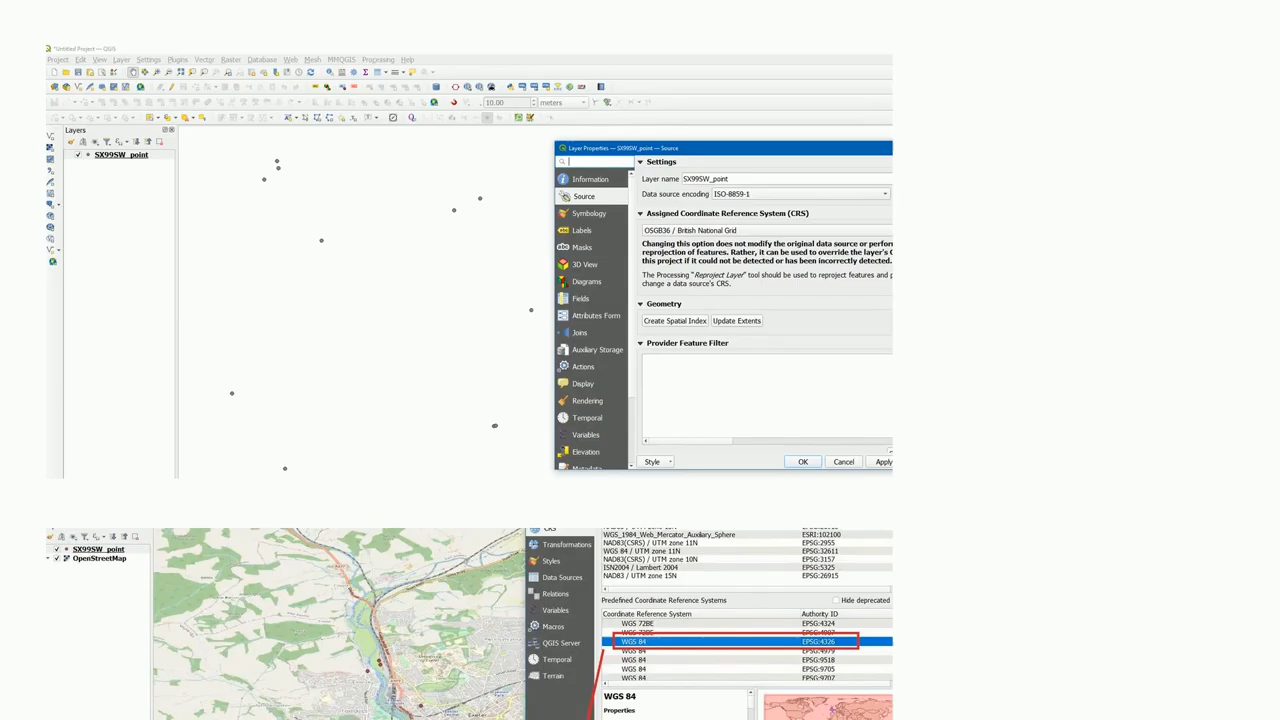 *Untitled Project — QGIS
Project Edit View Layer Settings Plugins Vector Raster Database Web Mesh MMQGIS Processing Help
10.00 meters
Layers
SX99SW_point
Layer Properties — SX99SW_point — Source
Information
Source
Symbology
Labels
Masks
3D View
Diagrams
Fields
Attributes Form
Joins
Auxiliary Storage
Actions
Display
Rendering
Temporal
Variables
Elevation
Metadata
Settings
Layer name SX99SW_point
Data source encoding ISO-8859-1
Assigned Coordinate Reference System (CRS)
OSGB36 / British National Grid
Changing this option does not modify the original data source or perfor
reprojection of features. Rather, it can be used to override the layer's C
this project if it could not be detected or has been incorrectly detected.
The Processing "Reproject Layer" tool should be used to reproject features and p
change a data source's CRS.
Geometry
Create Spatial Index Update Extents
Provider Feature Filter
Style OK Cancel Apply
SX99SW_point
OpenStreetMap
CRS
Transformations
Styles
Data Sources
Relations
Variables
Macros
QGIS Server
Temporal
Terrain
WGS_1984_Web_Mercator_Auxiliary_Sphere ESRI:102100
NAD83(CSRS) / UTM zone 11N EPSG:2955
WGS 84 / UTM zone 11N EPSG:32611
NAD83(CSRS) / UTM zone 10N EPSG:3157
ISN2004 / Lambert 2004 EPSG:5325
NAD83 / UTM zone 15N EPSG:26915
Predefined Coordinate Reference Systems Hide deprecated
Coordinate Reference System Authority ID
WGS 72BE EPSG:4324
WGS 84 EPSG:4326
WGS 84 EPSG:4979
WGS 84 EPSG:9518
WGS 84 EPSG:9705
WGS 84 EPSG:9707
WGS 84
Properties